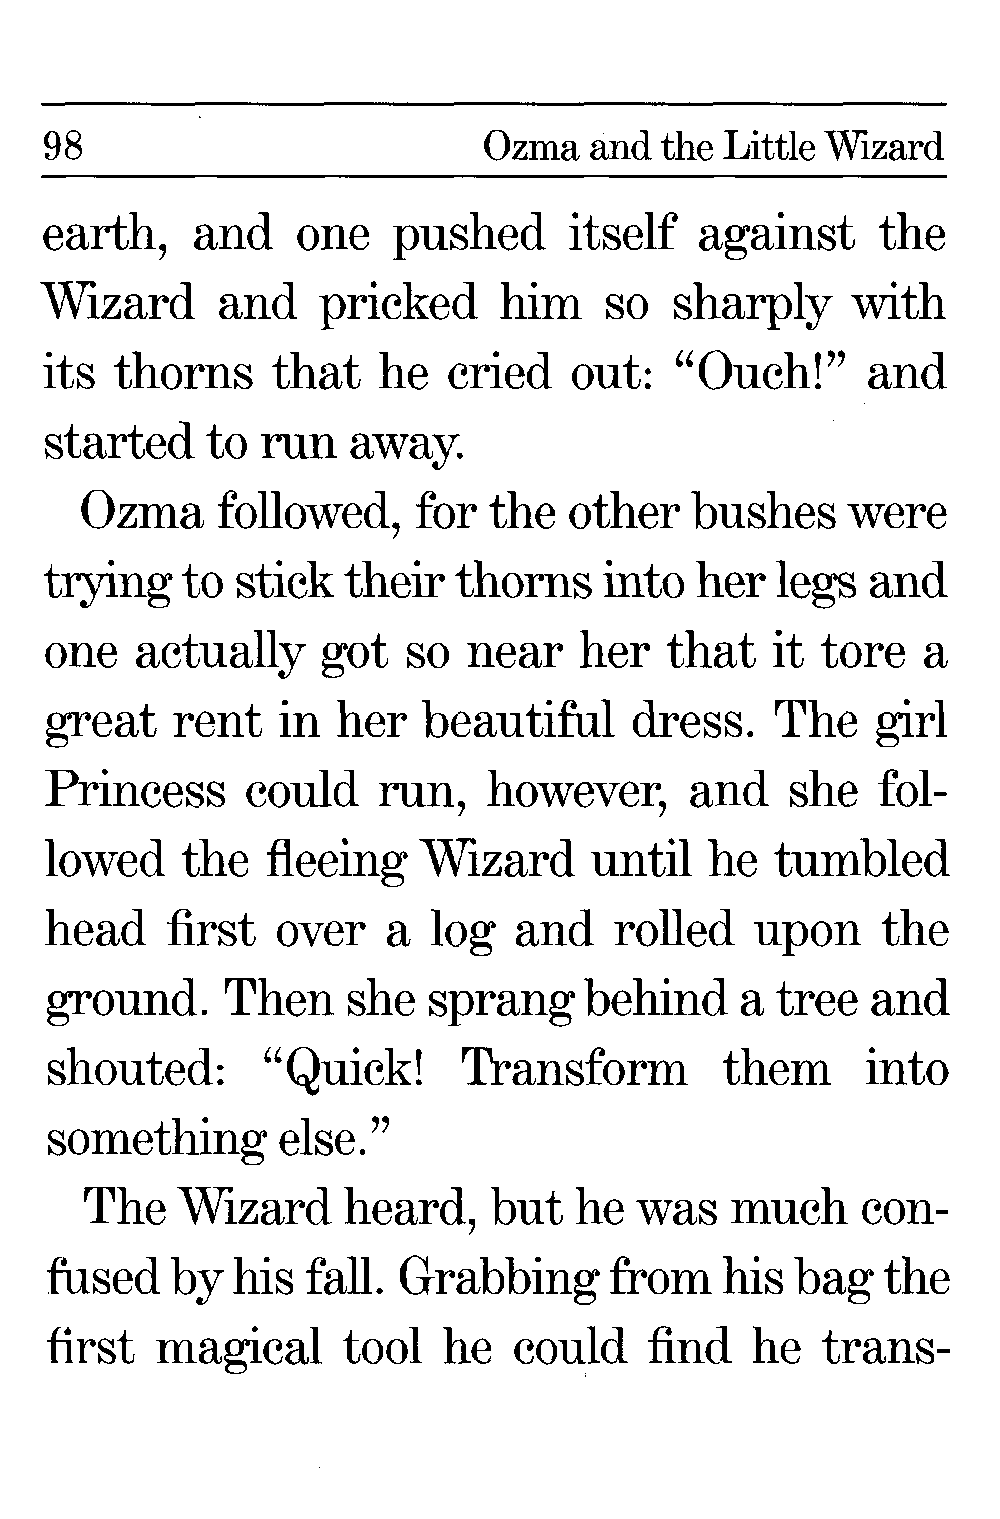 98 Ozma and the Little Wizard
earth, and one pushed itself against the
Wizard and pricked him so sharply with
its thorns that he cried out: “Ouch!” and
started to run away.
Ozma followed, for the other bushes were
trying to stick their thorns into her legs and
one actually got so near her that it tore a
great rent in her beautiful dress. The girl
Princess could run, however, and she fol-
lowed the fleeing Wizard until he tumbled
head first over a log and rolled upon the
ground. Then she sprang behind a tree and
shouted: “Quick! Transform them into
something else.”
The Wizard heard, but he was much con-
fused by his fall. Grabbing from his bag the
first magical tool he could find he trans-